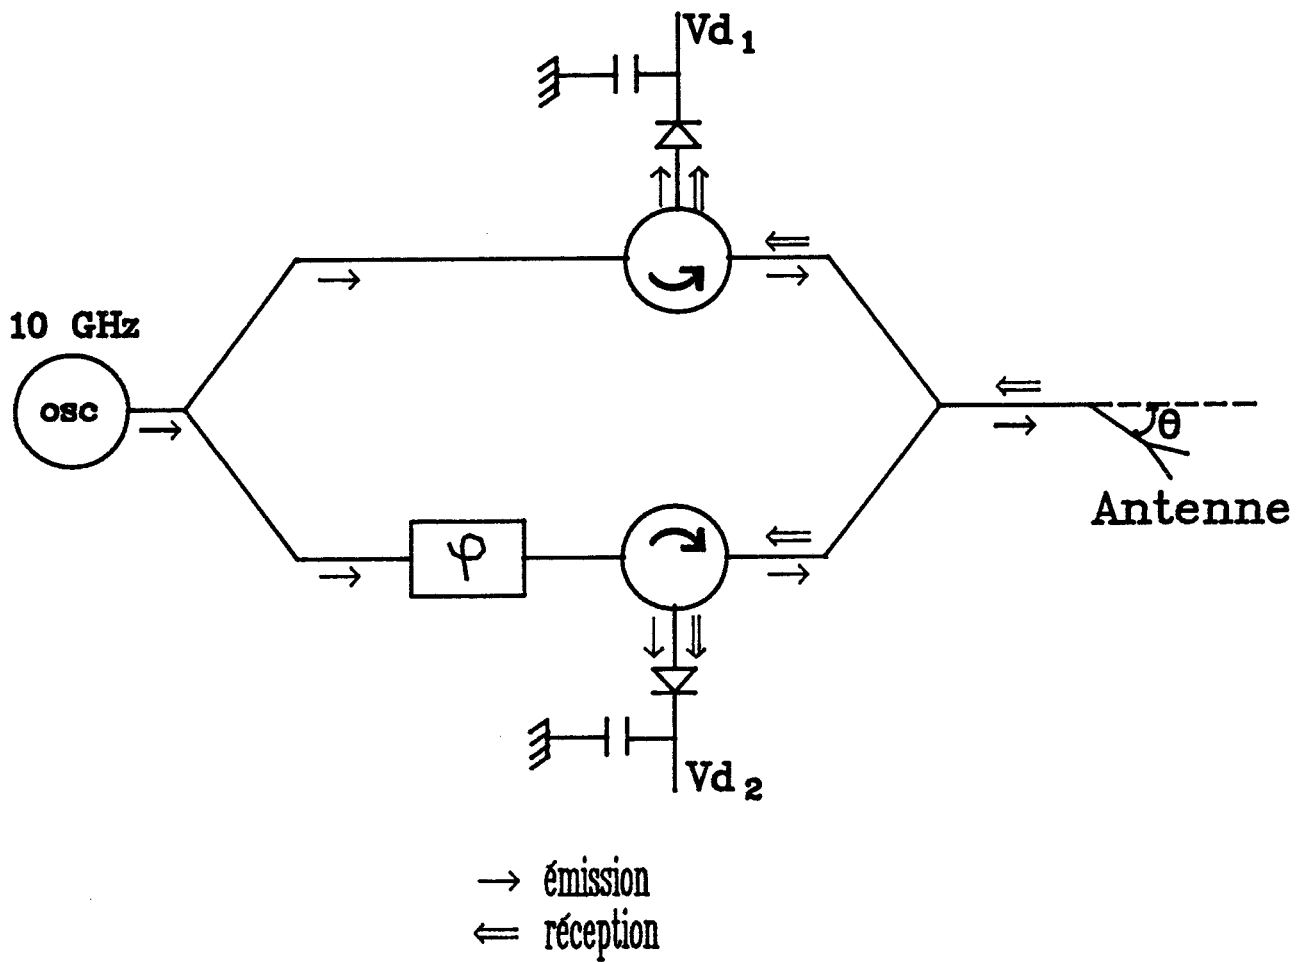 Vd 1
10 GHz
osc
θ
Antenne
φ
Vd 2
→ émission
⇐ réception